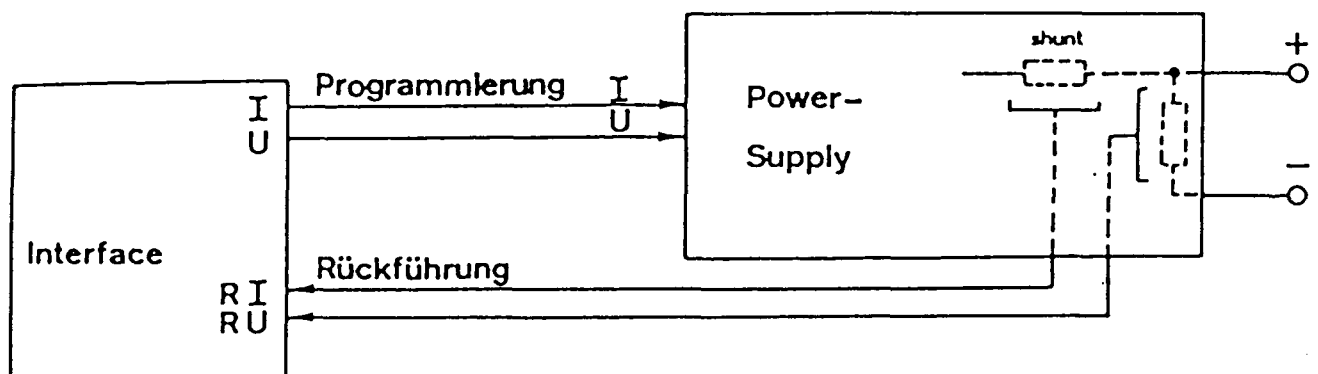 shunt
+
Programmierung I
I
U
U
Power-
Supply
−
Interface
Rückführung
R I
R U